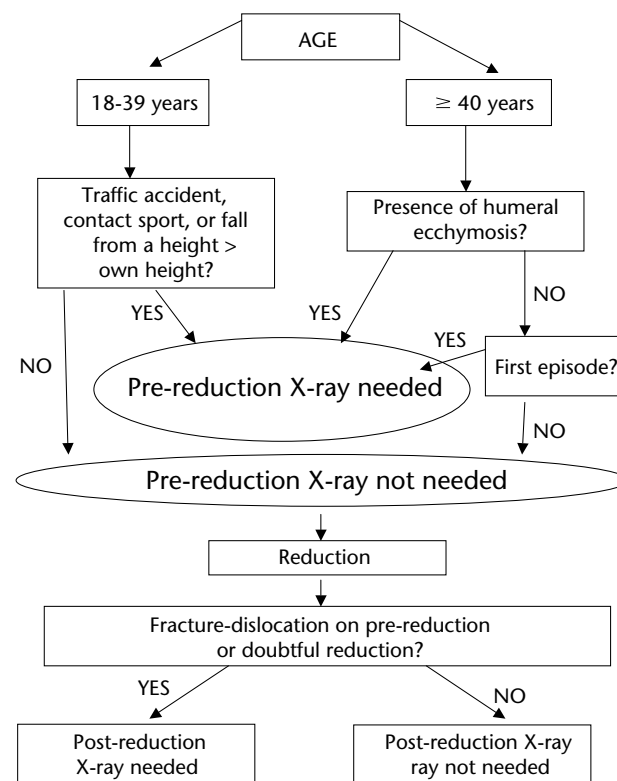 AGE
18-39 years
≥ 40 years
Traffic accident,
contact sport, or fall
from a height >
own height?
Presence of humeral
ecchymosis?
YES
YES
NO
NO
YES
First episode?
Pre-reduction X-ray needed
NO
Pre-reduction X-ray not needed
Reduction
Fracture-dislocation on pre-reduction
or doubtful reduction?
YES
NO
Post-reduction
X-ray needed
Post-reduction X-ray
ray not needed